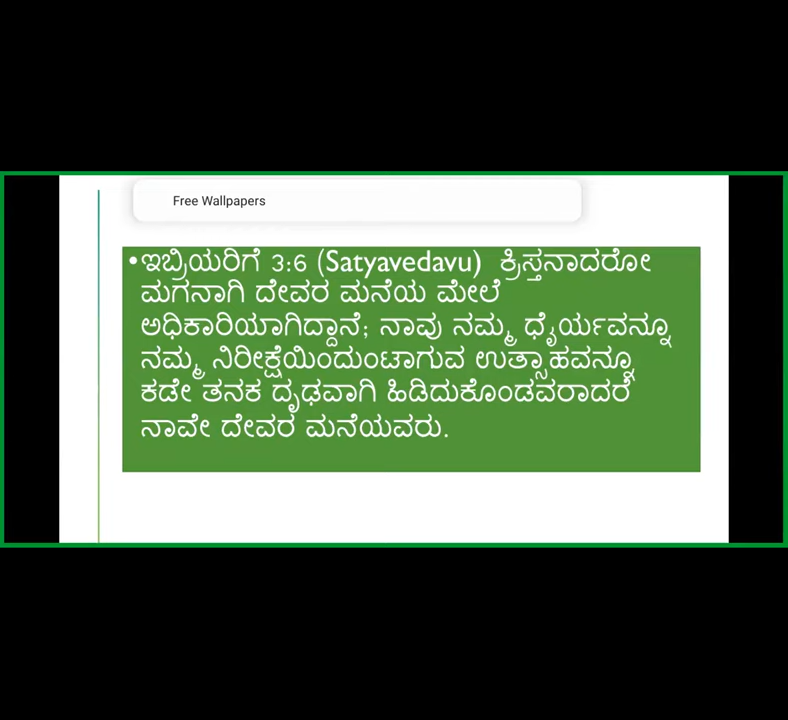 Free Wallpapers
•ಇಬ್ರಿಯರಿಗೆ 3:6 (Satyavedavu) ಕ್ರಿಸ್ತನಾದರೋ
ಮಗನಾಗಿ ದೇವರ ಮನೆಯ ಮೇಲೆ
ಅಧಿಕಾರಿಯಾಗಿದ್ದಾನೆ; ನಾವು ನಮ್ಮ ಧೈರ್ಯವನ್ನೂ
ನಮ್ಮ ನಿರೀಕ್ಷೆಯಿಂದುಂಟಾಗುವ ಉತ್ಸಾಹವನ್ನೂ
ಕಡೇ ತನಕ ದೃಢವಾಗಿ ಹಿಡಿದುಕೊಂಡವರಾದರೆ
ನಾವೇ ದೇವರ ಮನೆಯವರು.